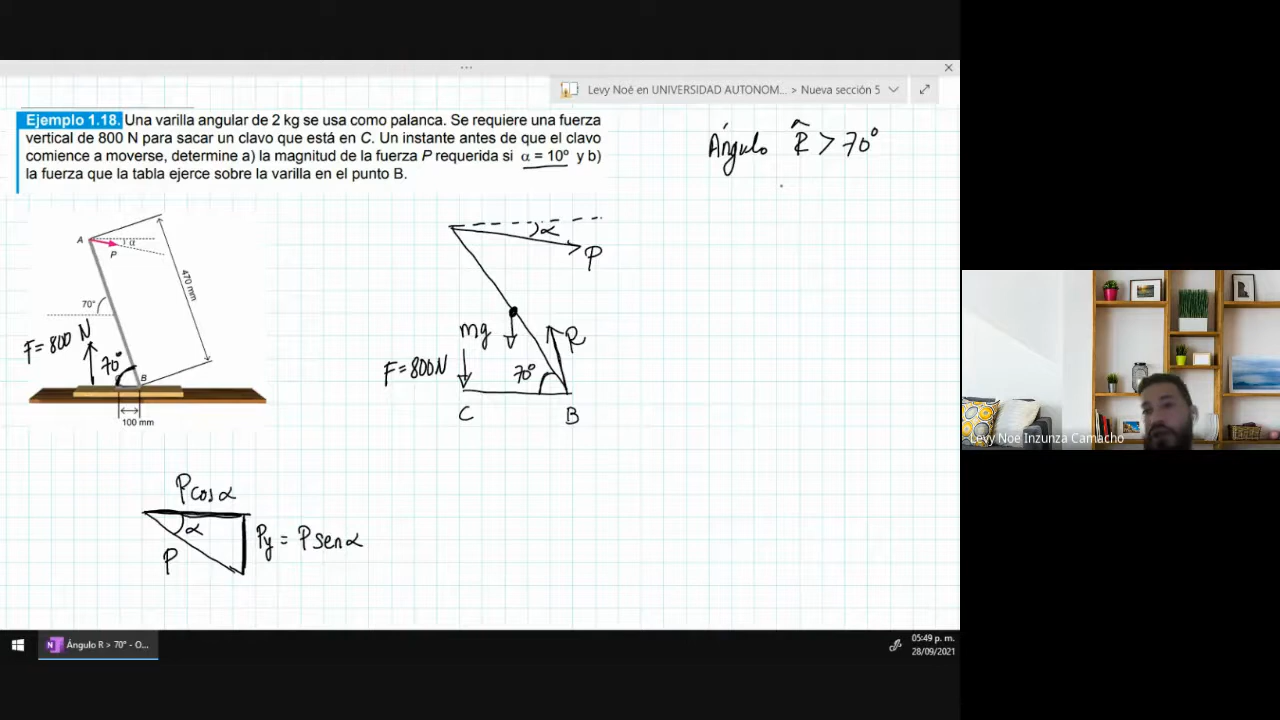 Levy Noé en UNIVERSIDAD AUTONOM... > Nueva sección 5
Ejemplo 1.18. Una varilla angular de 2 kg se usa como palanca. Se requiere una fuerza
vertical de 800 N para sacar un clavo que está en C. Un instante antes de que el clavo
comience a moverse, determine a) la magnitud de la fuerza P requerida si α = 10º y b)
la fuerza que la tabla ejerce sobre la varilla en el punto B.
Ángulo R̂ > 70°
A
α
P
470 mm
70°
F = 800 N
70°
B
100 mm
α
P
mg
R
F = 800N
70°
C
B
Pcosα
α
P
Py = Psenα
Levy Noe Inzunza Camacho
Ángulo R > 70° - O...
05:49 p. m.
28/09/2021